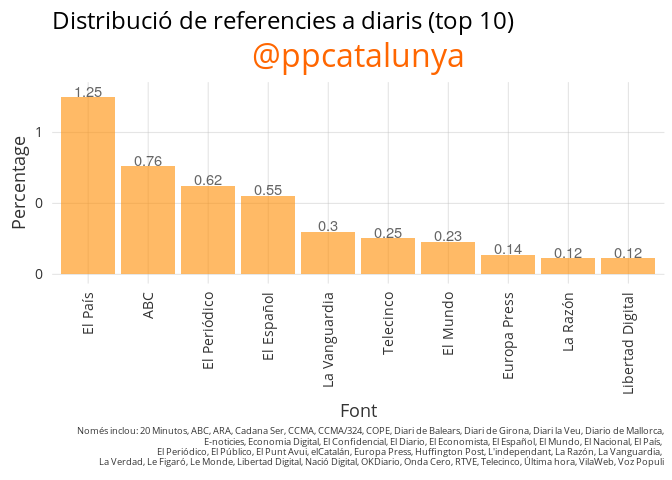 Distribució de referencies a diaris (top 10)
@ppcatalunya
Percentage
1
0
0
1.25
0.76
0.62
0.55
0.3
0.25
0.23
0.14
0.12
0.12
El País
ABC
El Periódico
El Español
La Vanguardia
Telecinco
El Mundo
Europa Press
La Razón
Libertad Digital
Font
Només inclou: 20 Minutos, ABC, ARA, Cadana Ser, CCMA, CCMA/324, COPE, Diari de Balears, Diari de Girona, Diari la Veu, Diario de Mallorca,
E-noticies, Economia Digital, El Confidencial, El Diario, El Economista, El Español, El Mundo, El Nacional, El País,
El Periódico, El Público, El Punt Avui, elCatalán, Europa Press, Huffington Post, L'independant, La Razón, La Vanguardia,
La Verdad, Le Figaró, Le Monde, Libertad Digital, Nació Digital, OKDiario, Onda Cero, RTVE, Telecinco, Última hora, VilaWeb, Voz Populi